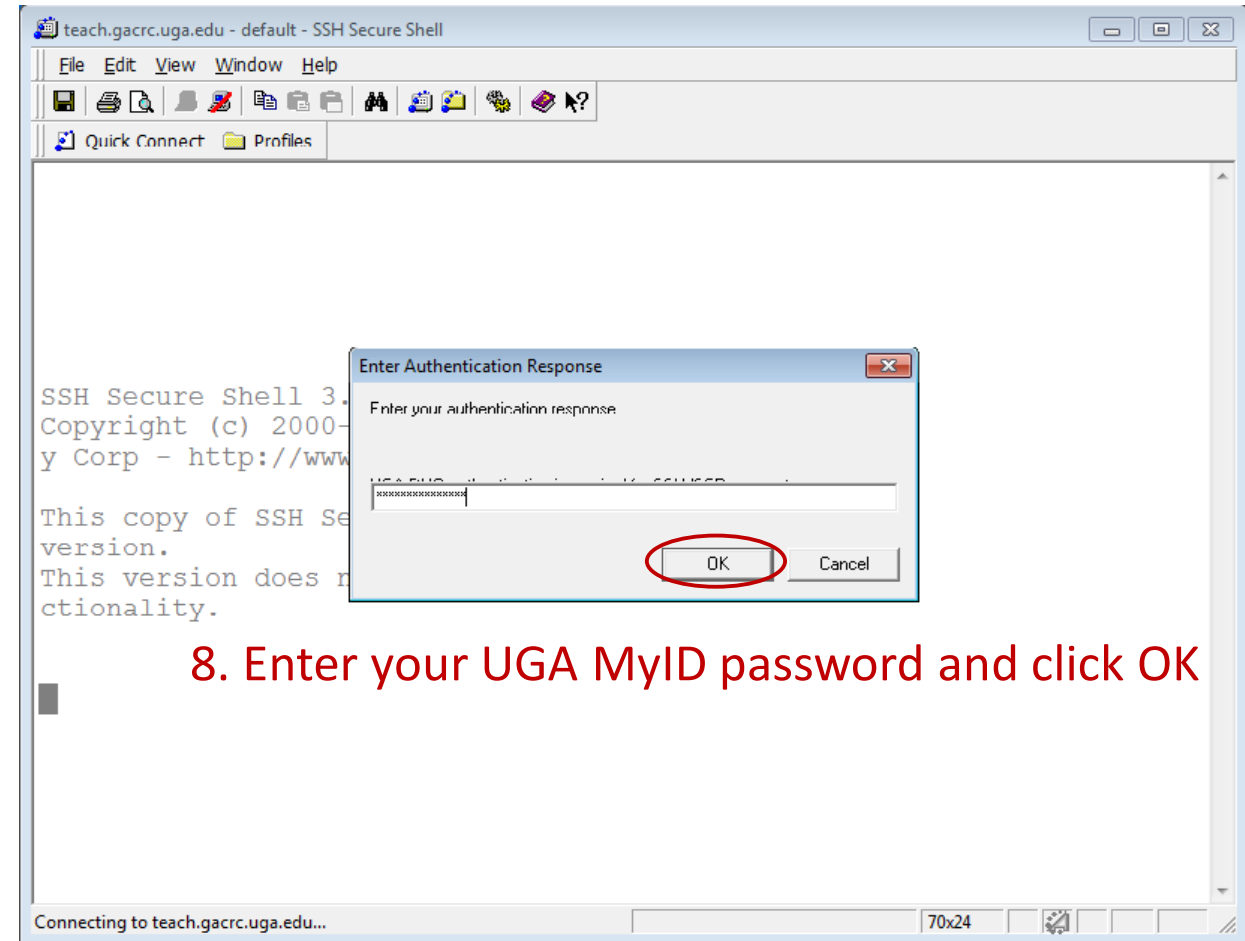 teach.gacrc.uga.edu - default - SSH Secure Shell
File Edit View Window Help
Quick Connect Profiles
Enter Authentication Response
Enter your authentication response
SSH Secure Shell 3.
Copyright (c) 2000-
y Corp - http://www
This copy of SSH Se
version.
This version does n
ctionality.
xxxxxxxxxxxxxxx
OK Cancel
8. Enter your UGA MyID password and click OK
Connecting to teach.gacrc.uga.edu... 70x24